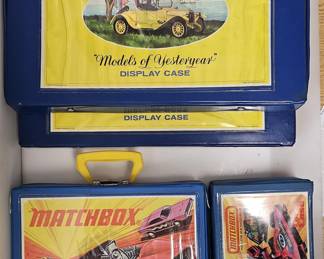 "Models of Yesteryear"
DISPLAY CASE
DISPLAY CASE
MATCHBOX
MATCHBOX